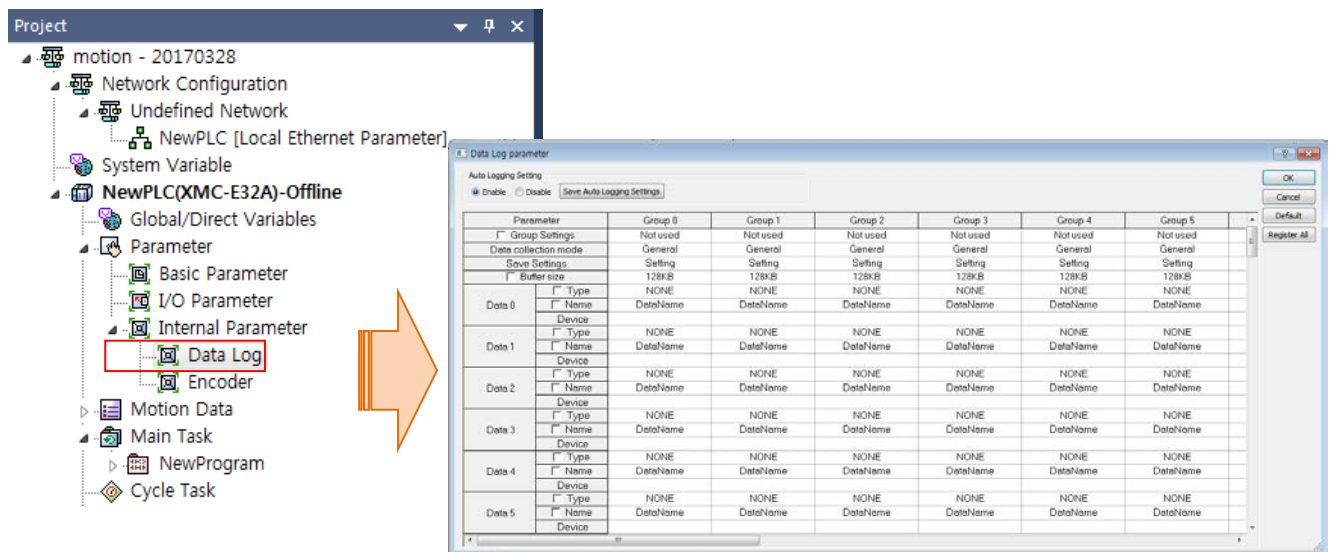 Project
motion - 20170328
Network Configuration
Undefined Network
NewPLC [Local Ethernet Parameter]
System Variable
NewPLC(XMC-E32A)-Offline
Global/Direct Variables
Parameter
Basic Parameter
I/O Parameter
Internal Parameter
Data Log
Encoder
Motion Data
Main Task
NewProgram
Cycle Task
Data Log parameter
Auto Logging Setting
Enable Disable Save Auto Logging Settings
OK
Cancel
Default
Register All
Parameter Group 0 Group 1 Group 2 Group 3 Group 4 Group 5
Group Settings Not used Not used Not used Not used Not used Not used
Data collection mode General General General General General General
Save Settings Setting Setting Setting Setting Setting Setting
Buffer size 128KB 128KB 128KB 128KB 128KB 128KB
Type NONE NONE NONE NONE NONE NONE
Data 0 Name DataName DataName DataName DataName DataName DataName
Device
Type NONE NONE NONE NONE NONE NONE
Data 1 Name DataName DataName DataName DataName DataName DataName
Device
Type NONE NONE NONE NONE NONE NONE
Data 2 Name DataName DataName DataName DataName DataName DataName
Device
Type NONE NONE NONE NONE NONE NONE
Data 3 Name DataName DataName DataName DataName DataName DataName
Device
Type NONE NONE NONE NONE NONE NONE
Data 4 Name DataName DataName DataName DataName DataName DataName
Device
Type NONE NONE NONE NONE NONE NONE
Data 5 Name DataName DataName DataName DataName DataName DataName
Device